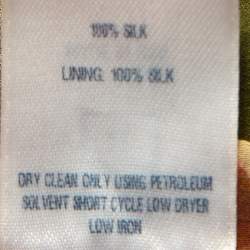 100% SILK
LINING: 100% SILK
DRY CLEAN ONLY USING PETROLEUM
SOLVENT SHORT CYCLE LOW DRYER
LOW IRON